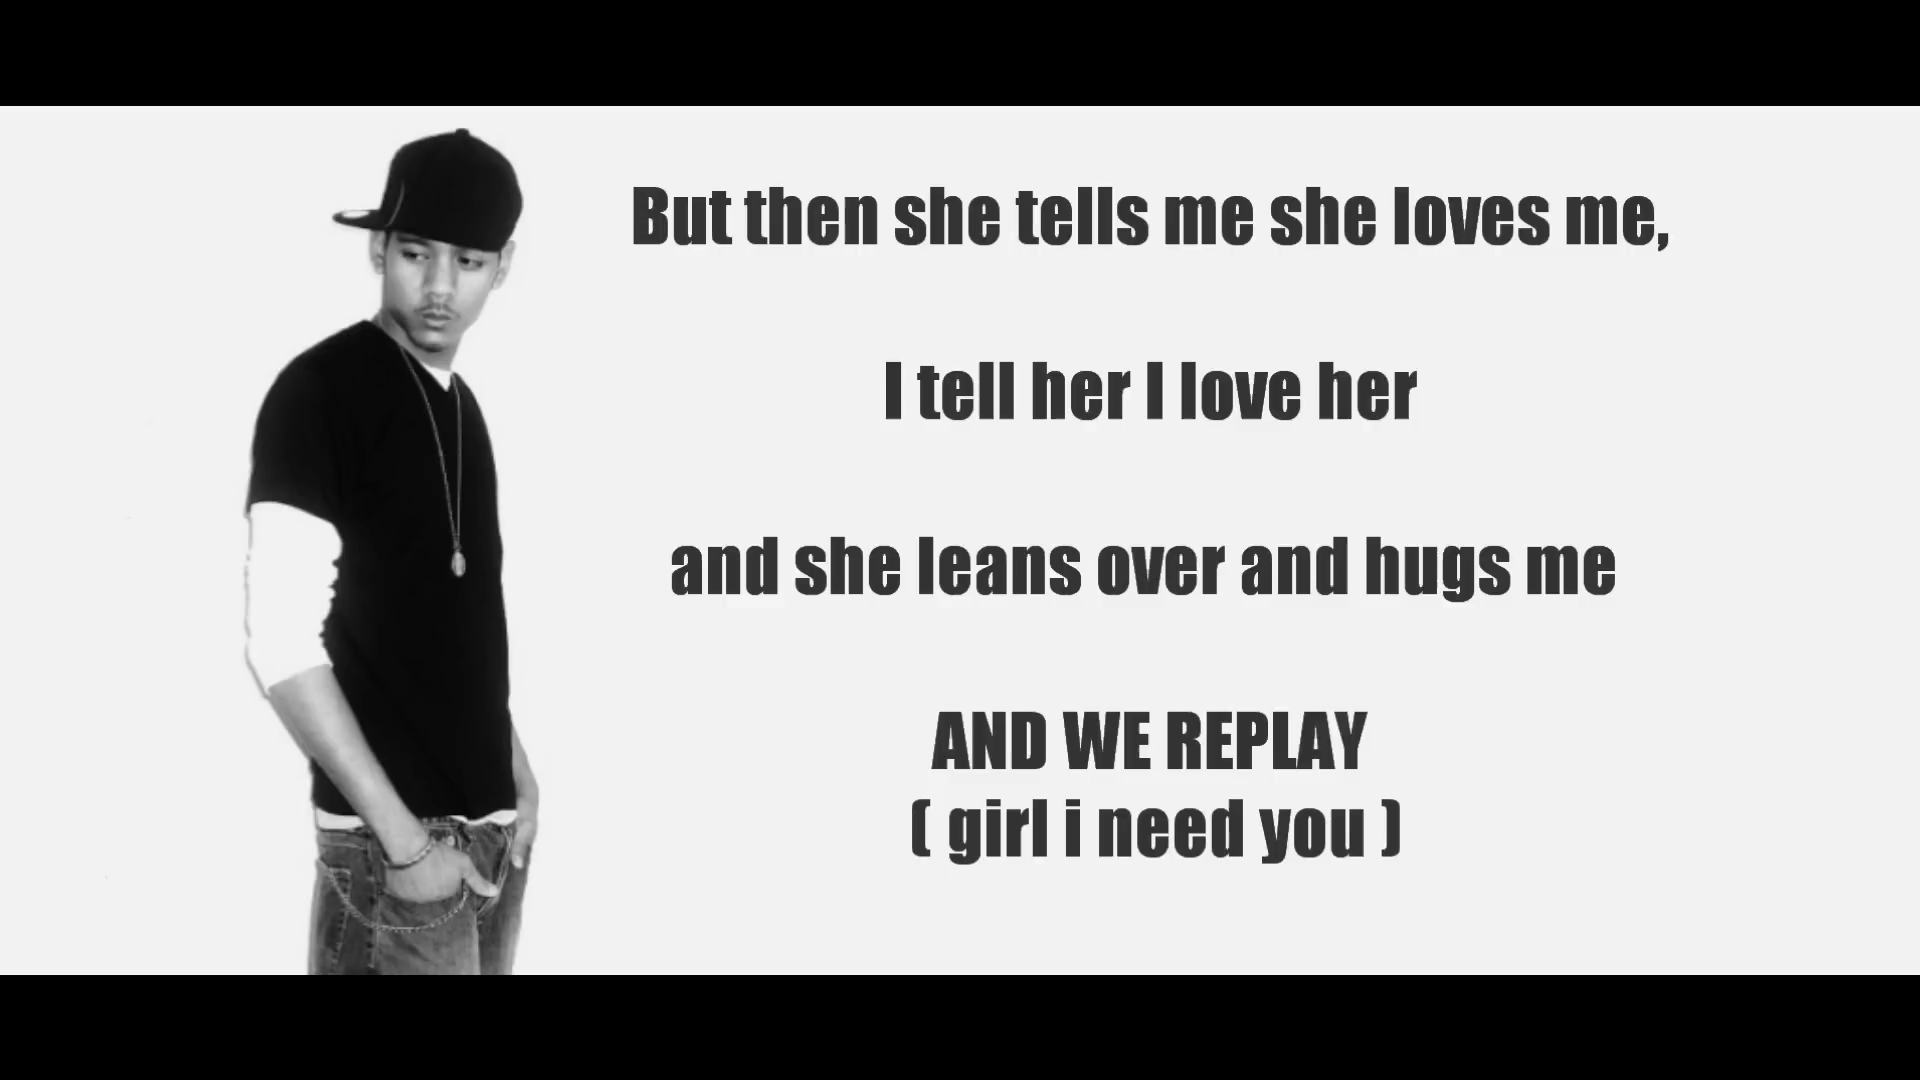 But then she tells me she loves me,
I tell her I love her
and she leans over and hugs me
AND WE REPLAY
( girl i need you )